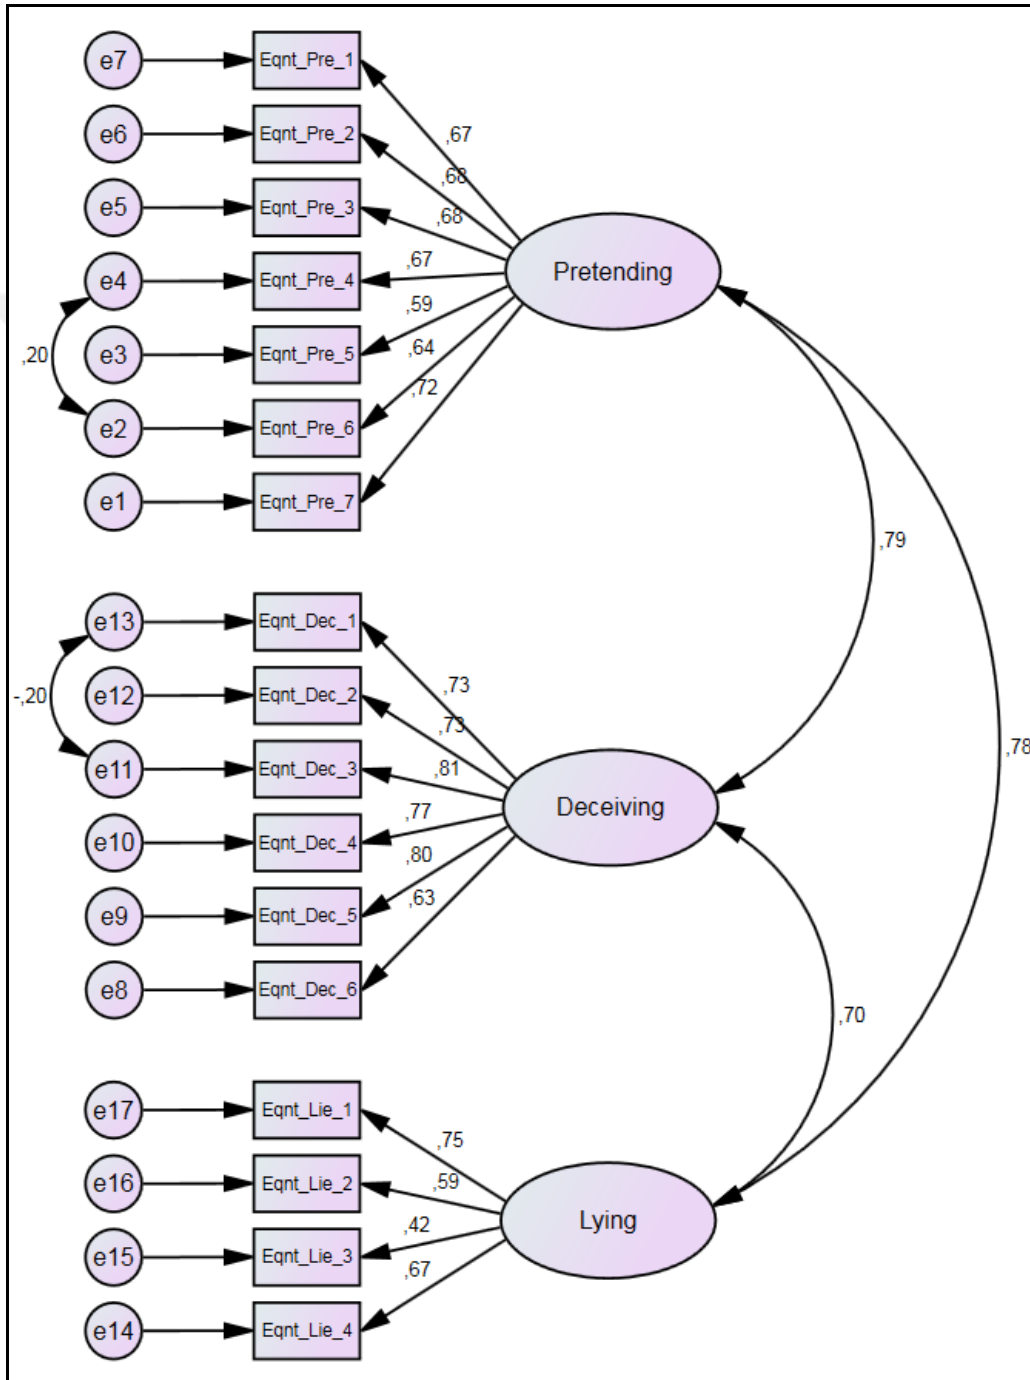 e7 Eqnt_Pre_1
,67
e6 Eqnt_Pre_2
,68
e5 Eqnt_Pre_3
,68
e4 Eqnt_Pre_4
,67
Pretending
,59
,20 e3 Eqnt_Pre_5
,64
,72
e2 Eqnt_Pre_6
e1 Eqnt_Pre_7
,79
e13 Eqnt_Dec_1
,73
-,20 e12 Eqnt_Dec_2
,73
,78
e11 Eqnt_Dec_3
,81
Deceiving
,77
e10 Eqnt_Dec_4
,80
,63
e9 Eqnt_Dec_5
e8 Eqnt_Dec_6
,70
e17 Eqnt_Lie_1
,75
e16 Eqnt_Lie_2
,59
Lying
,42
e15 Eqnt_Lie_3
,67
e14 Eqnt_Lie_4